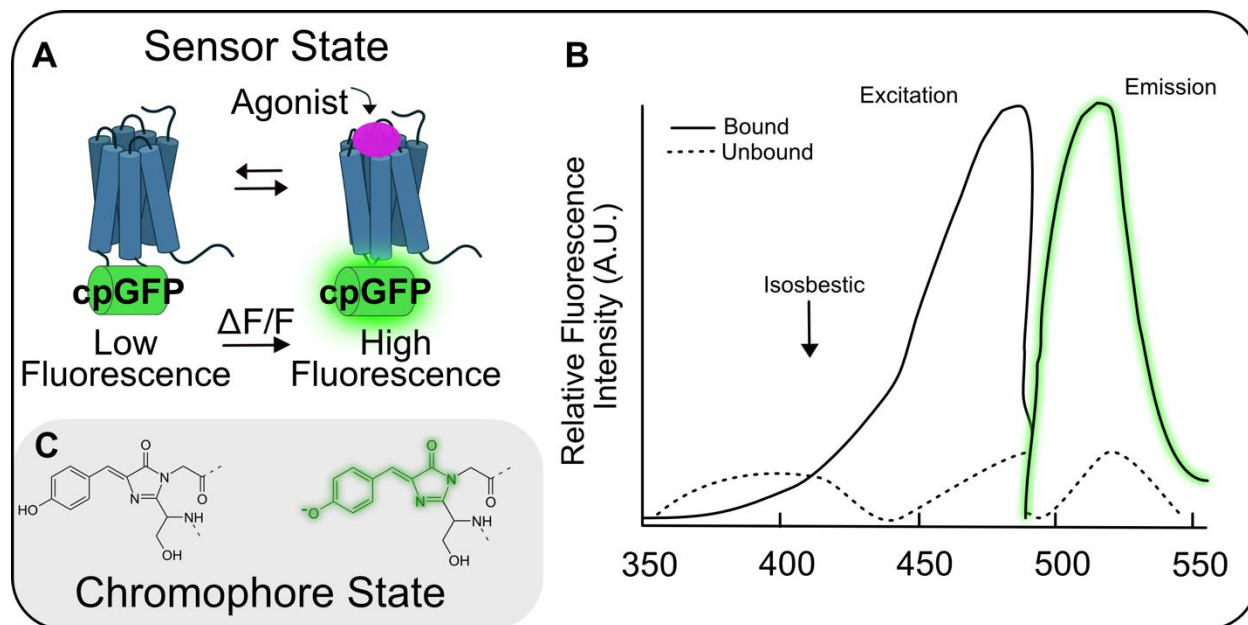 A
Sensor State
Agonist
cpGFP
cpGFP
ΔF/F
Low
Fluorescence
High
Fluorescence
B
Excitation
Emission
Bound
Unbound
Isosbestic
Relative Fluorescence
Intensity (A.U.)
350 400 450 500 550
C
O
N
N
O
NH
HO
OH
O
N
N
O
NH
⁻O
OH
Chromophore State